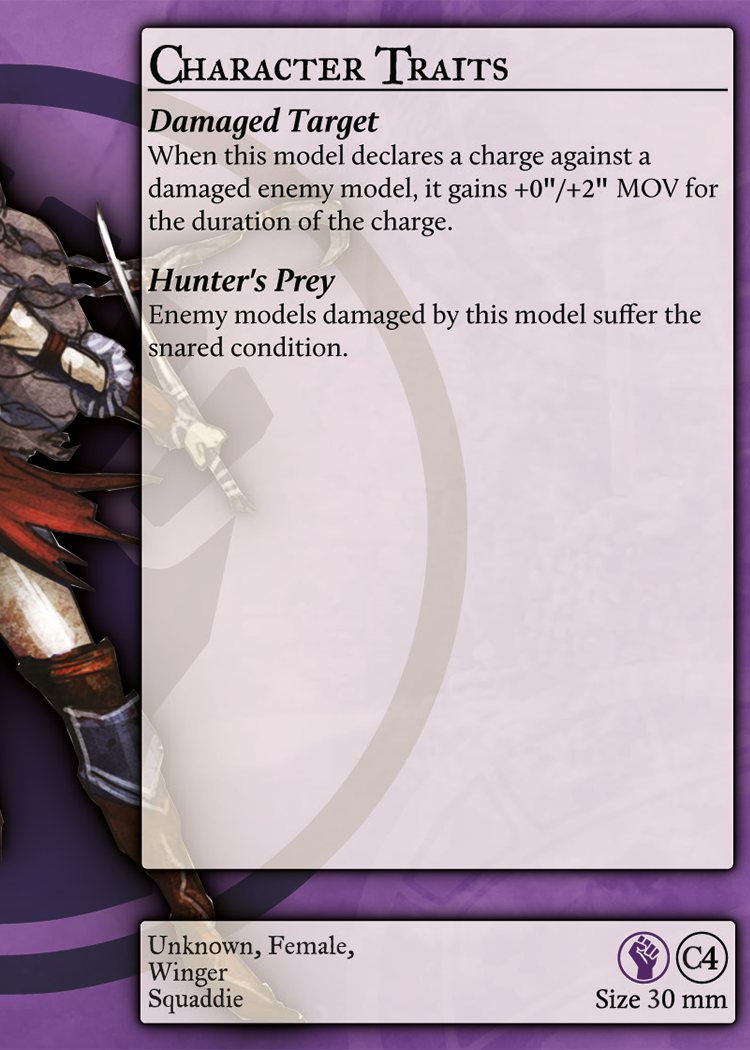 Character Traits
Damaged Target
When this model declares a charge against a
damaged enemy model, it gains +0"/+2" MOV for
the duration of the charge.
Hunter's Prey
Enemy models damaged by this model suffer the
snared condition.
Unknown, Female,
Winger
Squaddie
C4
Size 30 mm